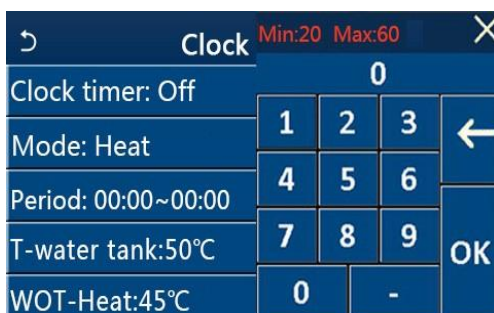 Clock
Clock timer: Off
Mode: Heat
Period: 00:00~00:00
T-water tank:50℃
WOT-Heat:45℃
Min:20 Max:60
0
1 2 3
4 5 6
7 8 9
0 -
OK